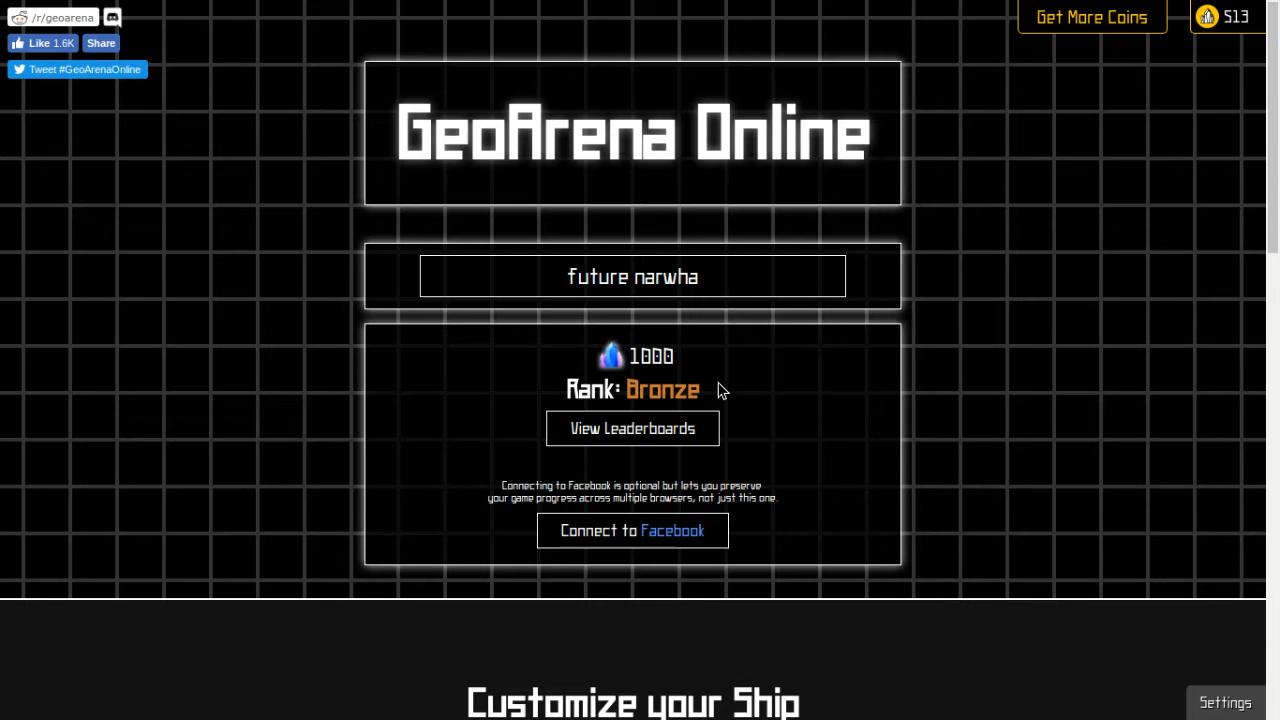 /r/geoarena
Get More Coins
513
Like 1.6K
Share
Tweet #GeoArenaOnline
GeoArena Online
future narwha
1000
Rank: Bronze
View Leaderboards
Connecting to Facebook is optional but lets you preserve
your game progress across multiple browsers, not just this one.
Connect to Facebook
Customize your Ship
Settings